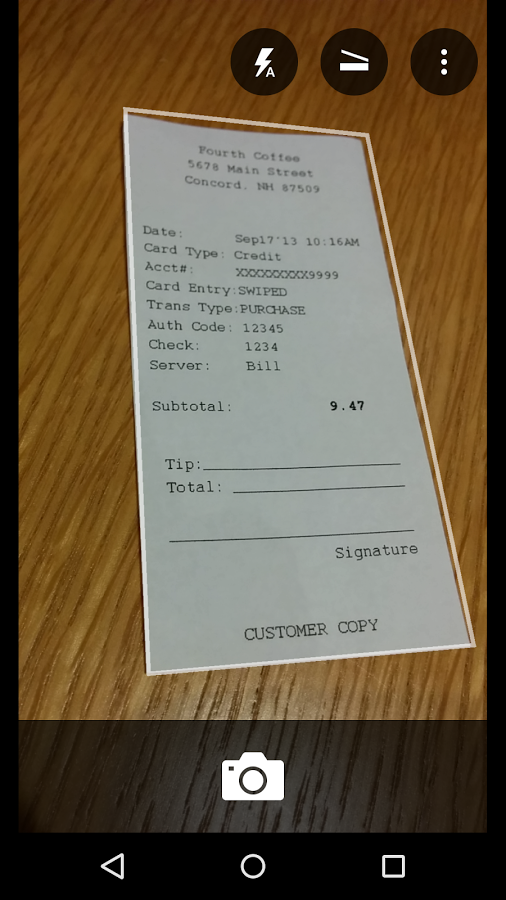 A
Fourth Coffee
5678 Main Street
Concord. NH 87509
Date: Sep17'13 10:16AM
Card Type: Credit
Acct#: XXXXXXXXX9999
Card Entry:SWIPED
Trans Type:PURCHASE
Auth Code: 12345
Check: 1234
Server: Bill
Subtotal: 9.47
Tip:
Total:
Signature
CUSTOMER COPY